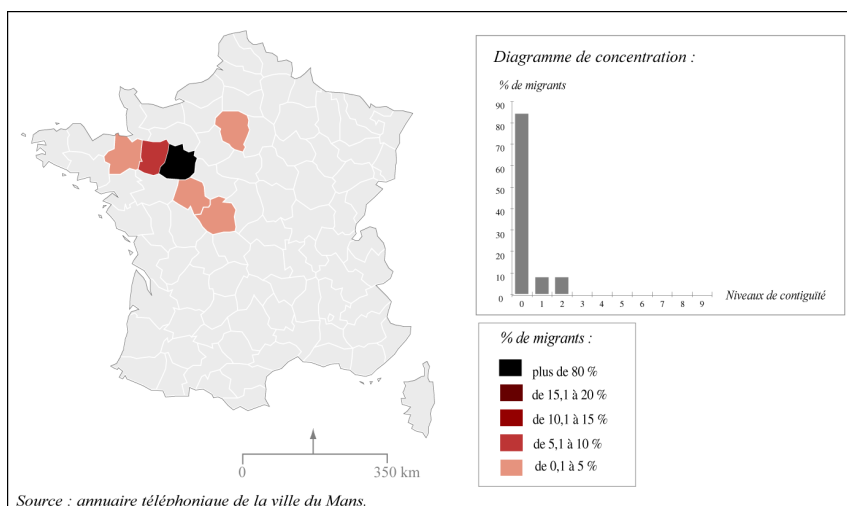 Diagramme de concentration :
% de migrants
90
80
70
60
50
40
30
20
10
0
0 1 2 3 4 5 6 7 8 9
Niveaux de contiguïté
% de migrants :
plus de 80 %
de 15,1 à 20 %
de 10,1 à 15 %
de 5,1 à 10 %
de 0,1 à 5 %
0 350 km
Source : annuaire téléphonique de la ville du Mans.